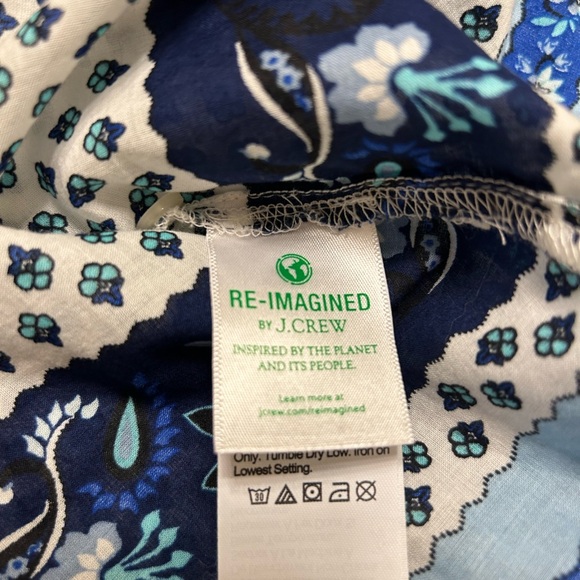 RE-IMAGINED
BY J.CREW
INSPIRED BY THE PLANET
AND ITS PEOPLE.
Learn more at
jcrew.com/reimagined
Only. Tumble Dry Low. Iron on
Lowest Setting.
30